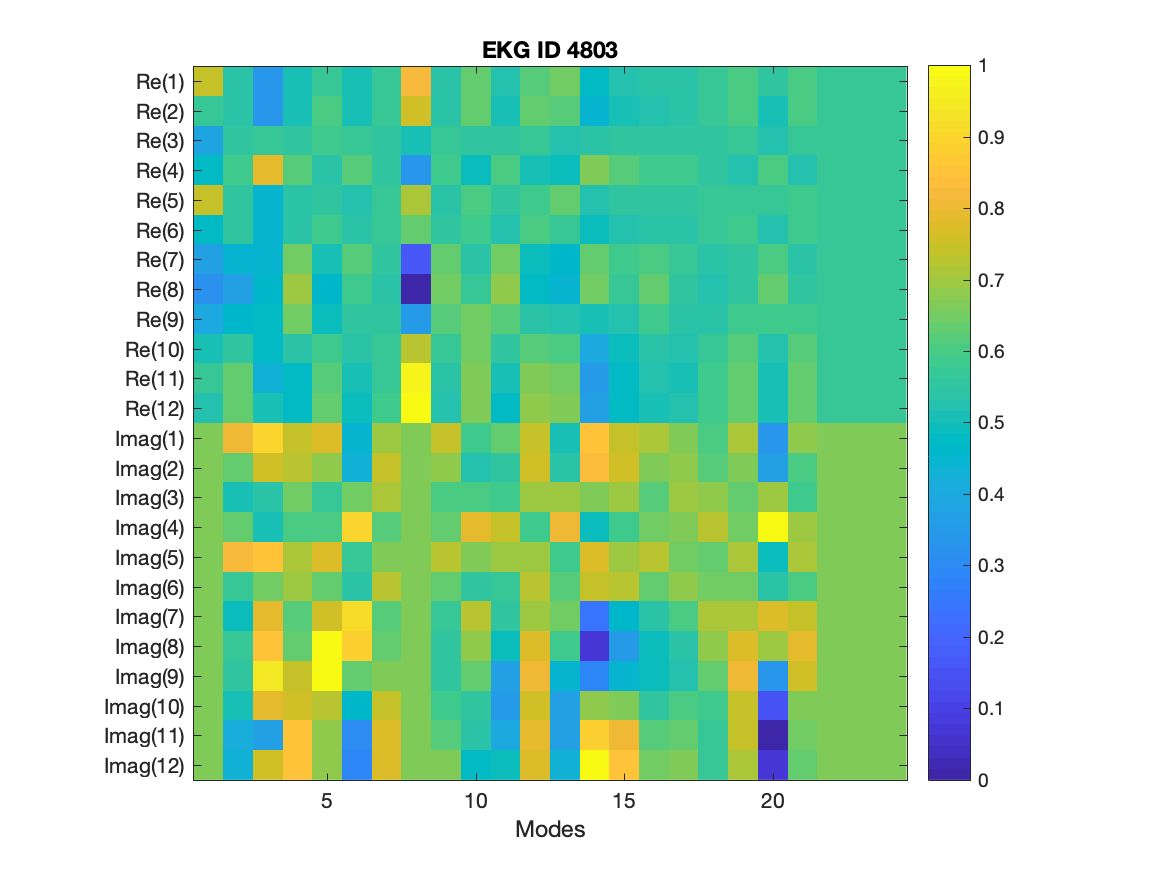 EKG ID 4803
Re(1)
Re(2)
Re(3)
Re(4)
Re(5)
Re(6)
Re(7)
Re(8)
Re(9)
Re(10)
Re(11)
Re(12)
Imag(1)
Imag(2)
Imag(3)
Imag(4)
Imag(5)
Imag(6)
Imag(7)
Imag(8)
Imag(9)
Imag(10)
Imag(11)
Imag(12)
5 10 15 20
Modes
1
0.9
0.8
0.7
0.6
0.5
0.4
0.3
0.2
0.1
0